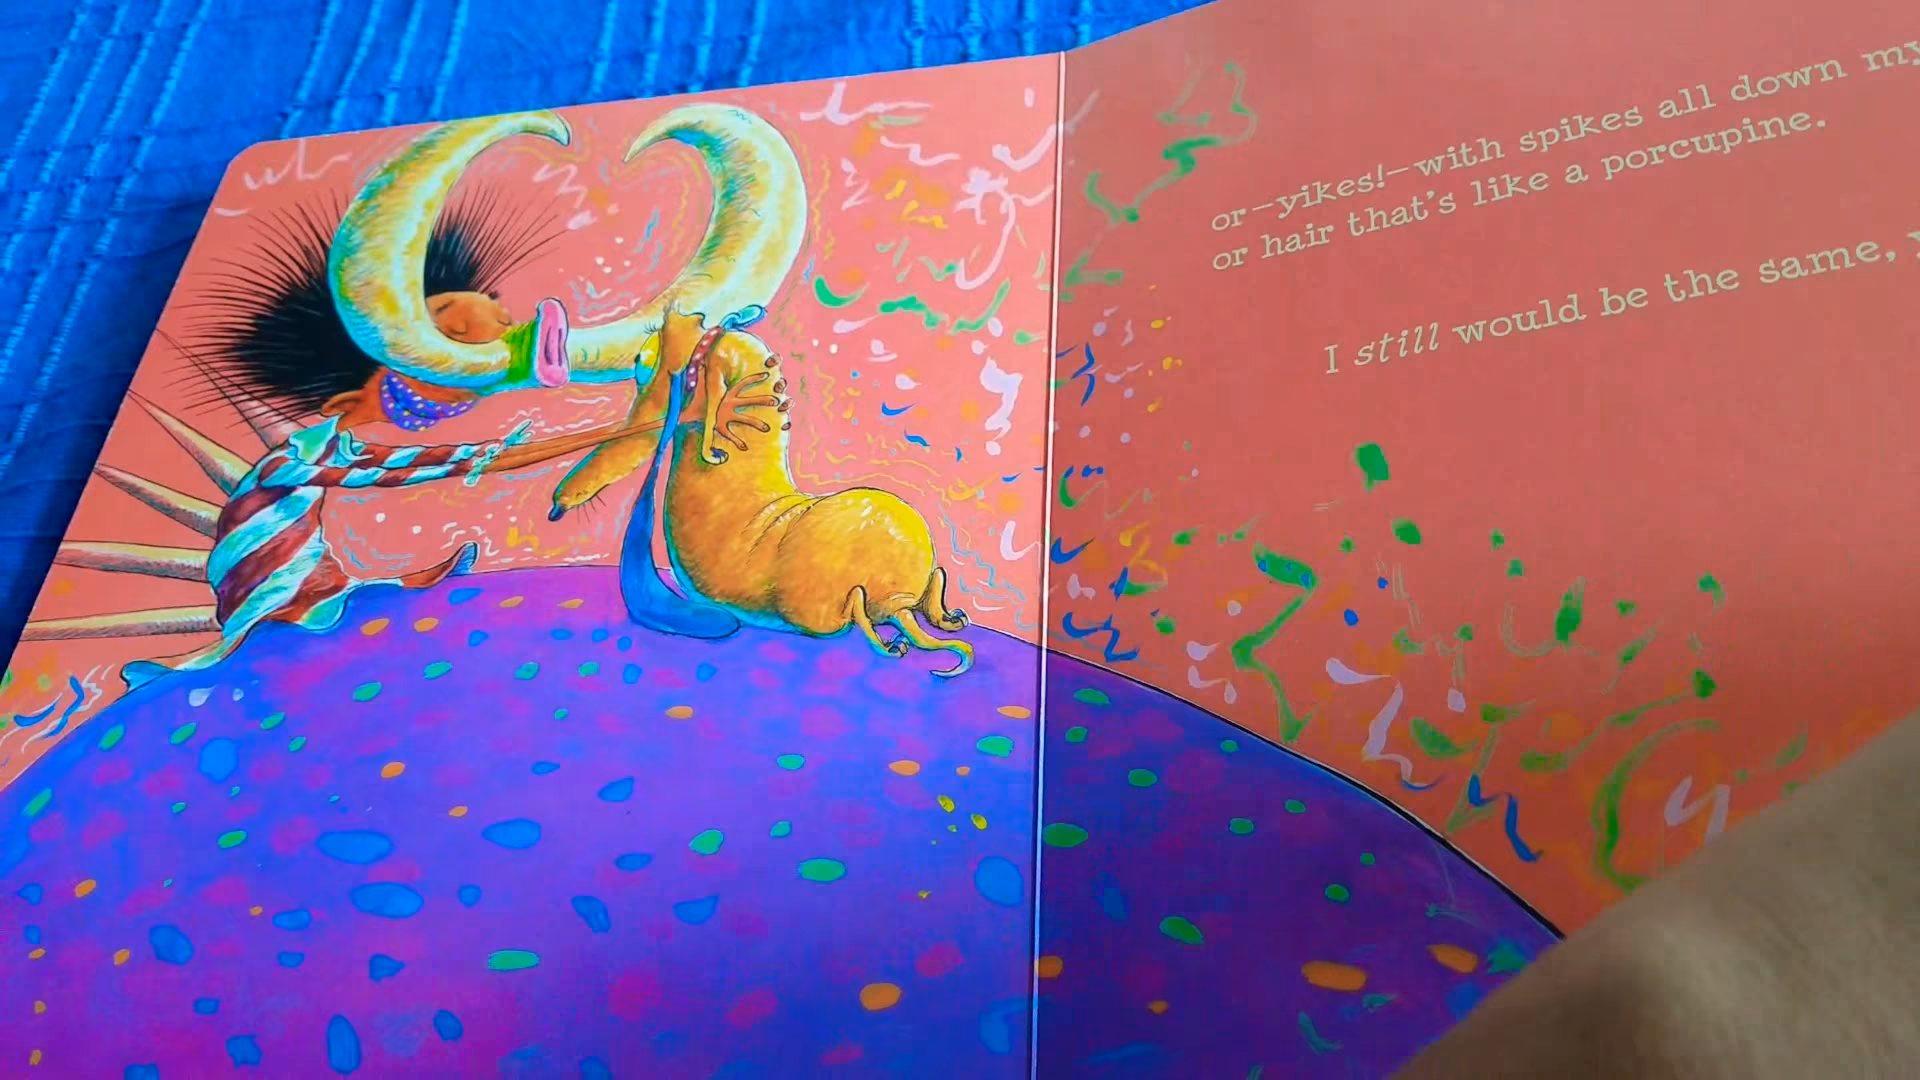 or—yikes!—with spikes all down my
or hair that's like a porcupine.
I still would be the same,